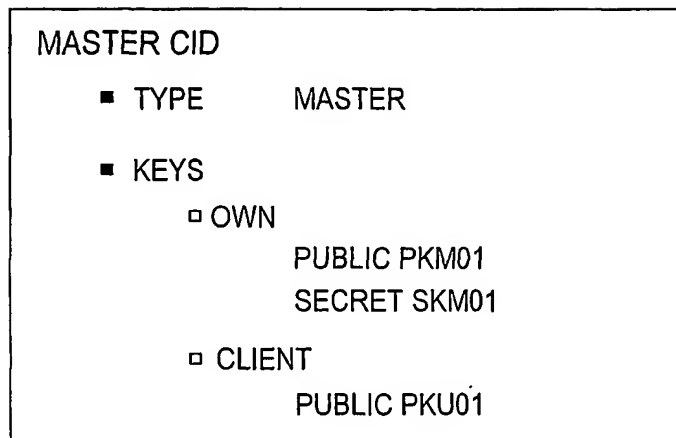 MASTER CID
▪ TYPE MASTER
▪ KEYS
▫ OWN
PUBLIC PKM01
SECRET SKM01
▫ CLIENT
PUBLIC PKU01